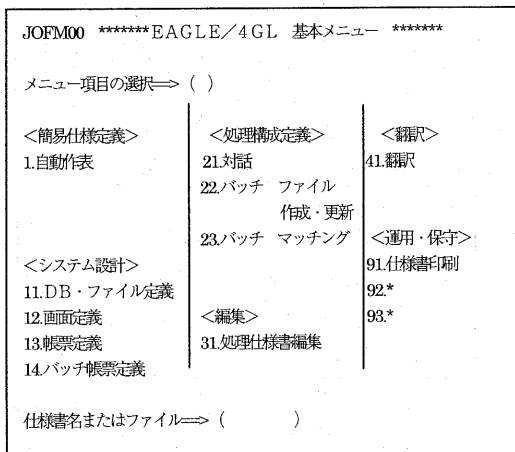 JOFM00 *******EAGLE/4GL 基本メニュー *******
メニュー項目の選択==> ( )
<簡易仕様定義>
1.自動作表
<システム設計>
11.DB・ファイル定義
12.画面定義
13.帳票定義
14.バッチ帳票定義
<処理構成定義>
21.対話
22.バッチ ファイル
作成・更新
23.バッチ マッチング
<編集>
31.処理仕様書編集
<翻訳>
41.翻訳
<運用・保守>
91.仕様書印刷
92.*
93.*
仕様書名またはファイル==> ( )